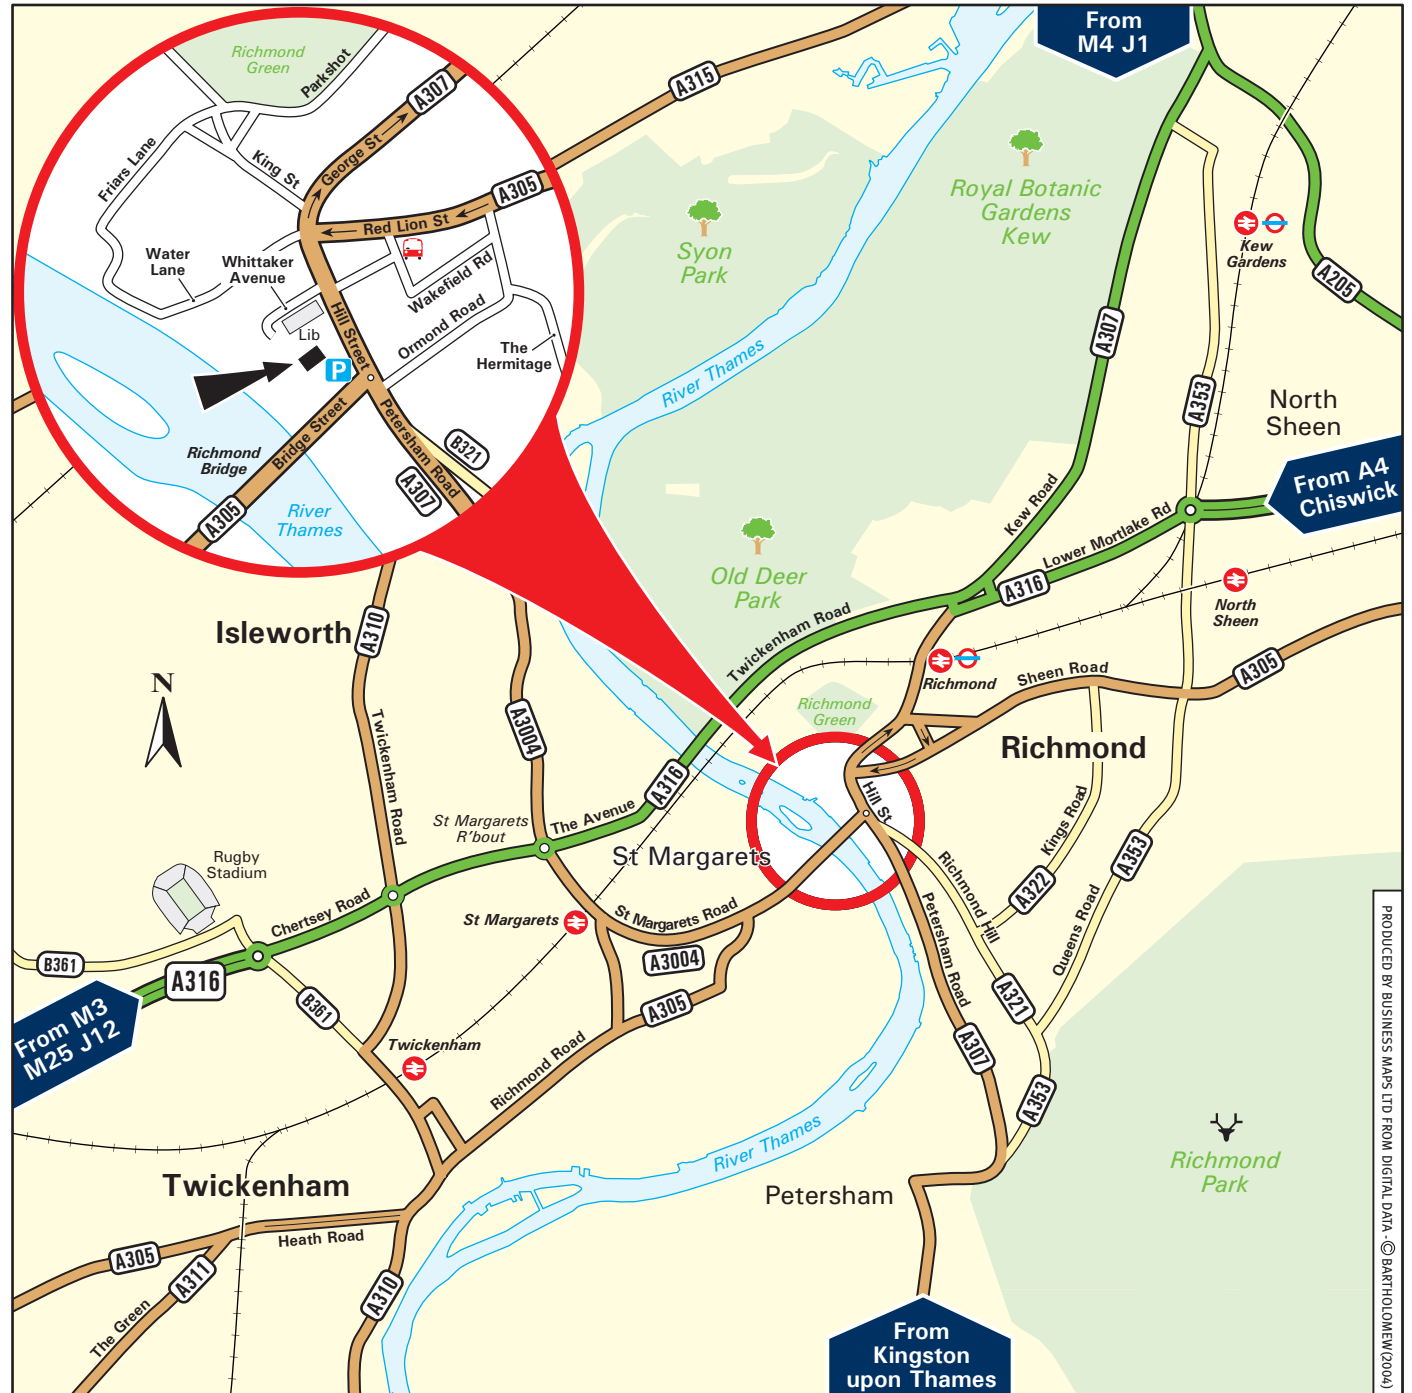 From
M4 J1
Richmond
Green
Parkshot
A307
A315
George St
King St
Friars Lane
A305
Red Lion St
Water
Lane
Whittaker
Avenue
Wakefield Rd
Ormond Road
The
Hermitage
Hill Street
Lib
P
Bridge Street
Petersham Road
B321
A307
Richmond
Bridge
A305
River
Thames
Syon
Park
Royal Botanic
Gardens
Kew
Kew
Gardens
A205
River Thames
A307
A353
North
Sheen
From A4
Chiswick
Kew Road
Lower Mortlake Rd
A316
Old Deer
Park
North
Sheen
Twickenham Road
Isleworth
A310
N
Richmond
Sheen Road
A305
Richmond
Green
A3004
Twickenham Road
Richmond
A316
The Avenue
St Margarets
R'bout
Hill St
St Margarets
Kings Road
A353
A322
Rugby
Stadium
Chertsey Road
St Margarets
St Margarets Road
A3004
Richmond Hill
Petersham Road
Queens Road
B361
A316
B361
A305
A321
From M3
M25 J12
Twickenham
Richmond Road
A307
A353
River Thames
Richmond
Park
Twickenham
Petersham
Heath Road
A305
A311
The Green
A310
From
Kingston
upon Thames
PRODUCED BY BUSINESS MAPS LTD FROM DIGITAL DATA - © BARTHOLOMEW(2004)